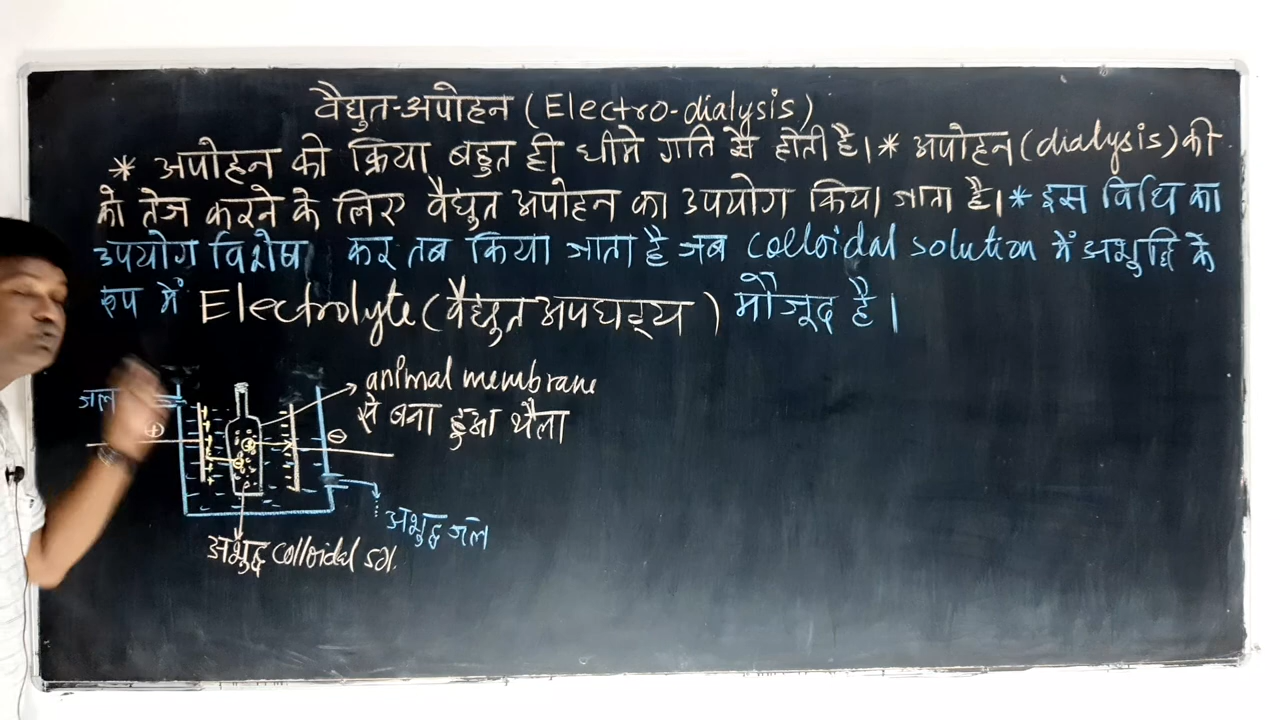 वैद्युत-अपोहन (Electro-dialysis)
* अपोहन की क्रिया बहुत ही धीमे गति से होती है। * अपोहन (dialysis) की
को तेज करने के लिए वैद्युत अपोहन का उपयोग किया जाता है। * इस विधि का
उपयोग विशेष कर तब किया जाता है जब colloidal solution में अशुद्धि के
रूप में Electrolyte (वैद्युत अपघट्य) मौजूद है।
animal membrane
से बना हुआ थैला
जल
+
-
अशुद्ध जल
अशुद्ध colloidal sol.